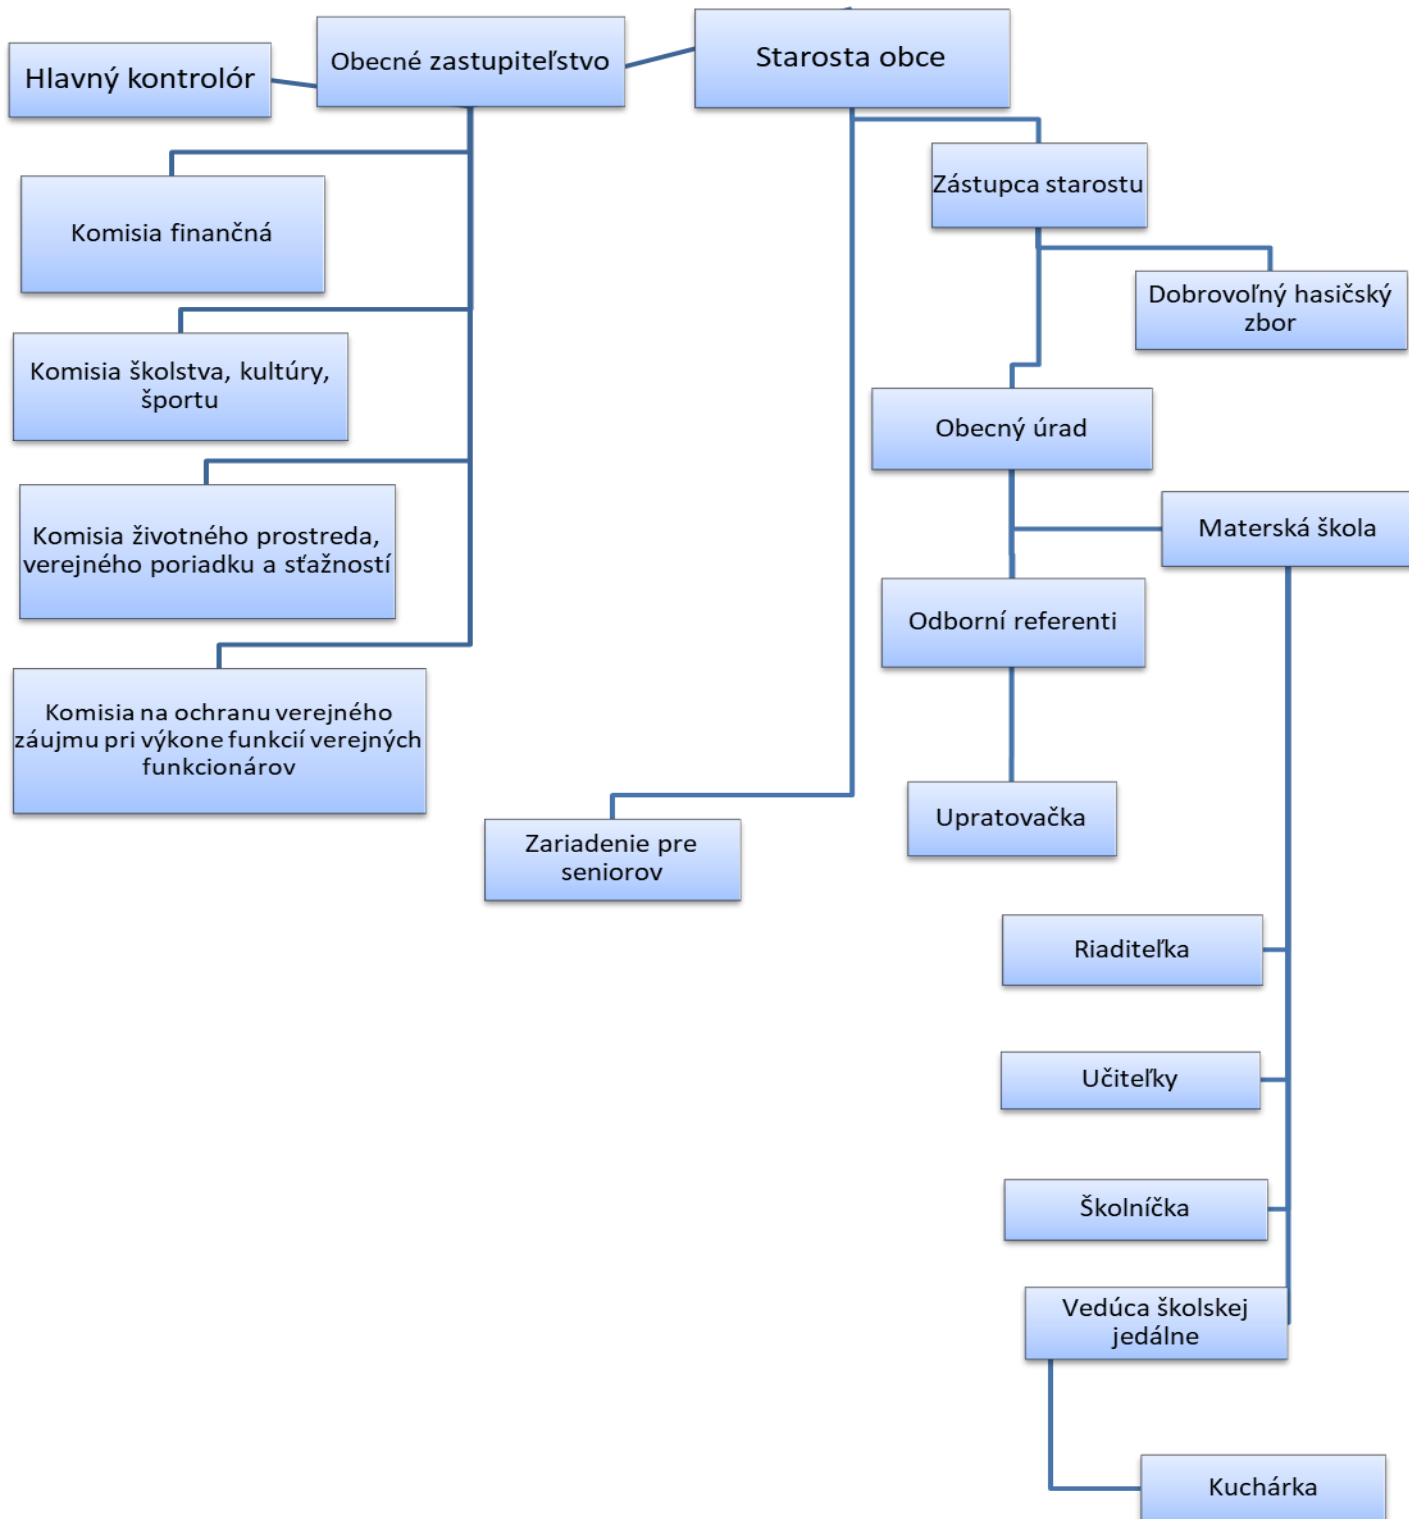 Hlavný kontrolór
Obecné zastupiteľstvo
Starosta obce
Zástupca starostu
Komisia finančná
Dobrovoľný hasičský
zbor
Komisia školstva, kultúry,
športu
Obecný úrad
Komisia životného prostreda,
verejného poriadku a sťažností
Materská škola
Odborní referenti
Komisia na ochranu verejného
záujmu pri výkone funkcií verejných
funkcionárov
Upratovačka
Zariadenie pre
seniorov
Riaditeľka
Učiteľky
Školníčka
Vedúca školskej
jedálne
Kuchárka